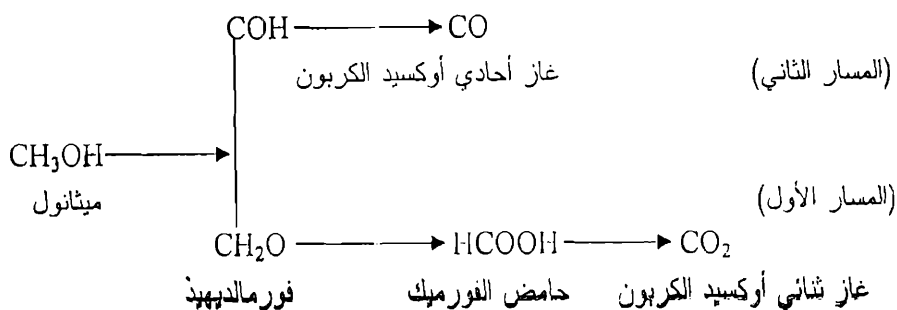 COH → CO
غاز أحادي أوكسيد الكربون (المسار الثاني)
CH₃OH →
ميثانول (المسار الأول)
CH₂O → HCOOH → CO₂
فورمالديهيذ حامض الفورميك غاز ثنائي أوكسيد الكربون